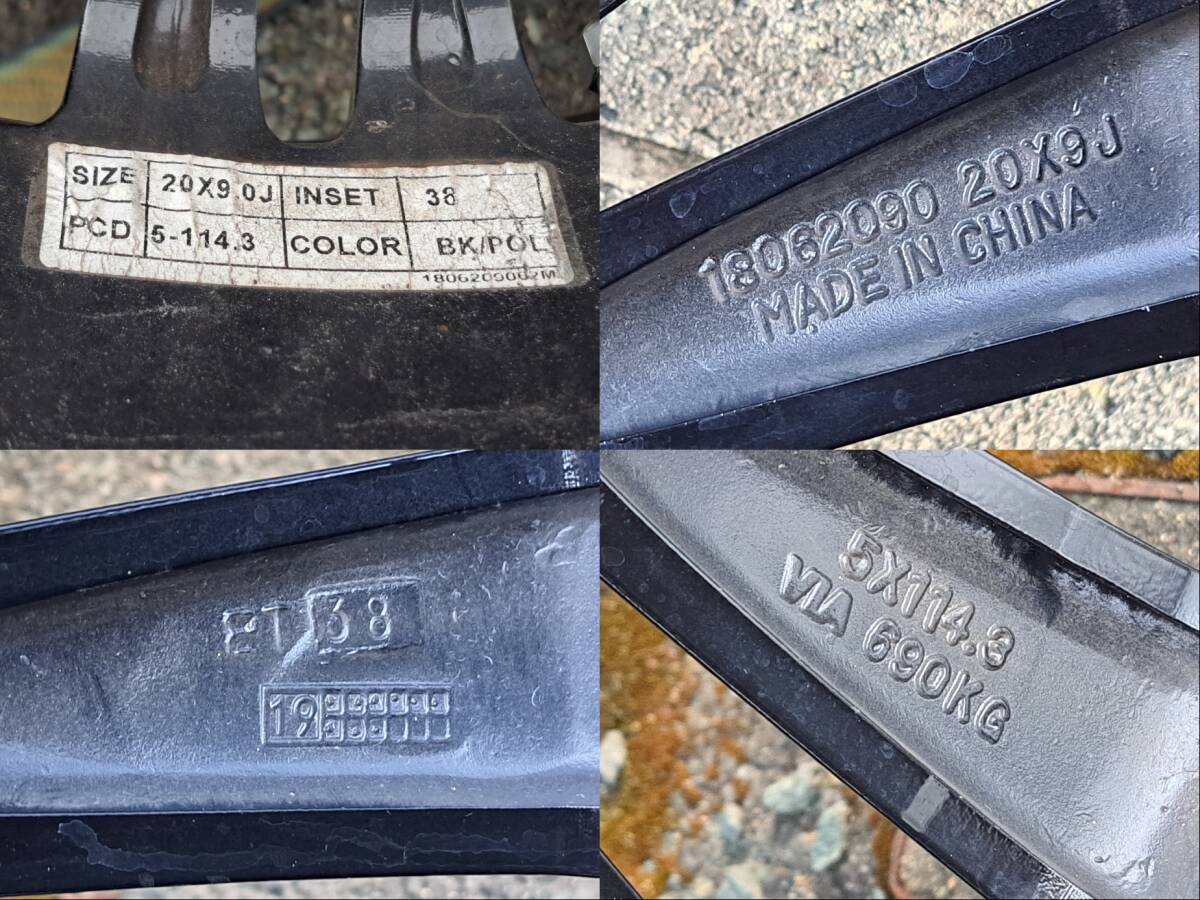 SIZE 20X9.0J INSET 38
PCD 5-114.3 COLOR BK/POL
18062090 20X9J
MADE IN CHINA
ET 38
19
5X114.3
VIA 690KG